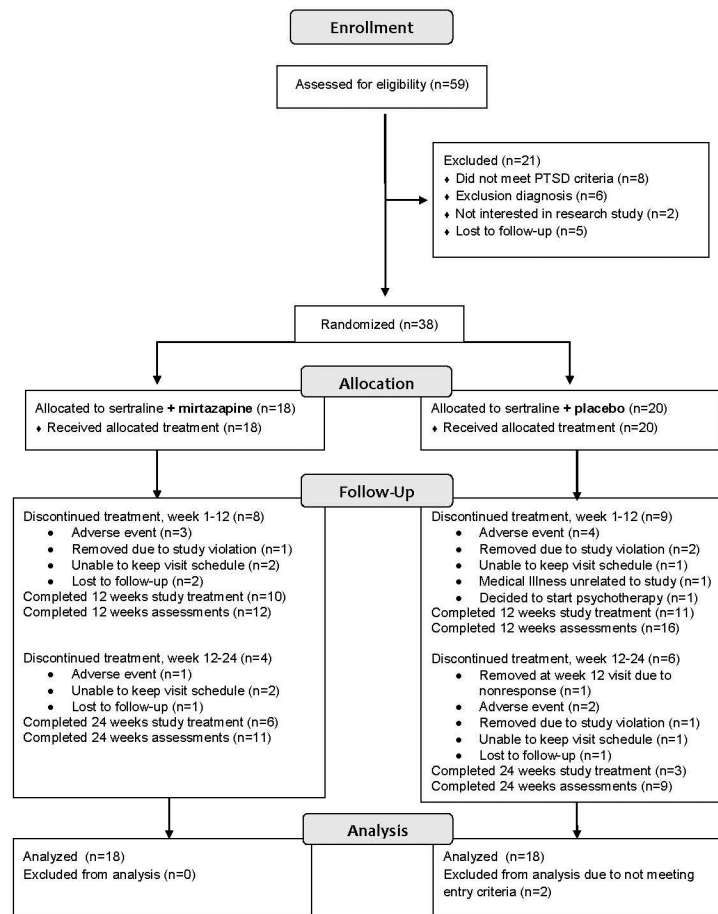 Enrollment
Assessed for eligibility (n=59)
Excluded (n=21)
♦ Did not meet PTSD criteria (n=8)
♦ Exclusion diagnosis (n=6)
♦ Not interested in research study (n=2)
♦ Lost to follow-up (n=5)
Randomized (n=38)
Allocation
Allocated to sertraline + mirtazapine (n=18)
♦ Received allocated treatment (n=18)
Allocated to sertraline + placebo (n=20)
♦ Received allocated treatment (n=20)
Follow-Up
Discontinued treatment, week 1-12 (n=8)
• Adverse event (n=3)
• Removed due to study violation (n=1)
• Unable to keep visit schedule (n=2)
• Lost to follow-up (n=2)
Completed 12 weeks study treatment (n=10)
Completed 12 weeks assessments (n=12)
Discontinued treatment, week 12-24 (n=4)
• Adverse event (n=1)
• Unable to keep visit schedule (n=2)
• Lost to follow-up (n=1)
Completed 24 weeks study treatment (n=6)
Completed 24 weeks assessments (n=11)
Discontinued treatment, week 1-12 (n=9)
• Adverse event (n=4)
• Removed due to study violation (n=2)
• Unable to keep visit schedule (n=1)
• Medical Illness unrelated to study (n=1)
• Decided to start psychotherapy (n=1)
Completed 12 weeks study treatment (n=11)
Completed 12 weeks assessments (n=16)
Discontinued treatment, week 12-24 (n=6)
• Removed at week 12 visit due to
nonresponse (n=1)
• Adverse event (n=2)
• Removed due to study violation (n=1)
• Unable to keep visit schedule (n=1)
• Lost to follow-up (n=1)
Completed 24 weeks study treatment (n=3)
Completed 24 weeks assessments (n=9)
Analysis
Analyzed (n=18)
Excluded from analysis (n=0)
Analyzed (n=18)
Excluded from analysis due to not meeting
entry criteria (n=2)